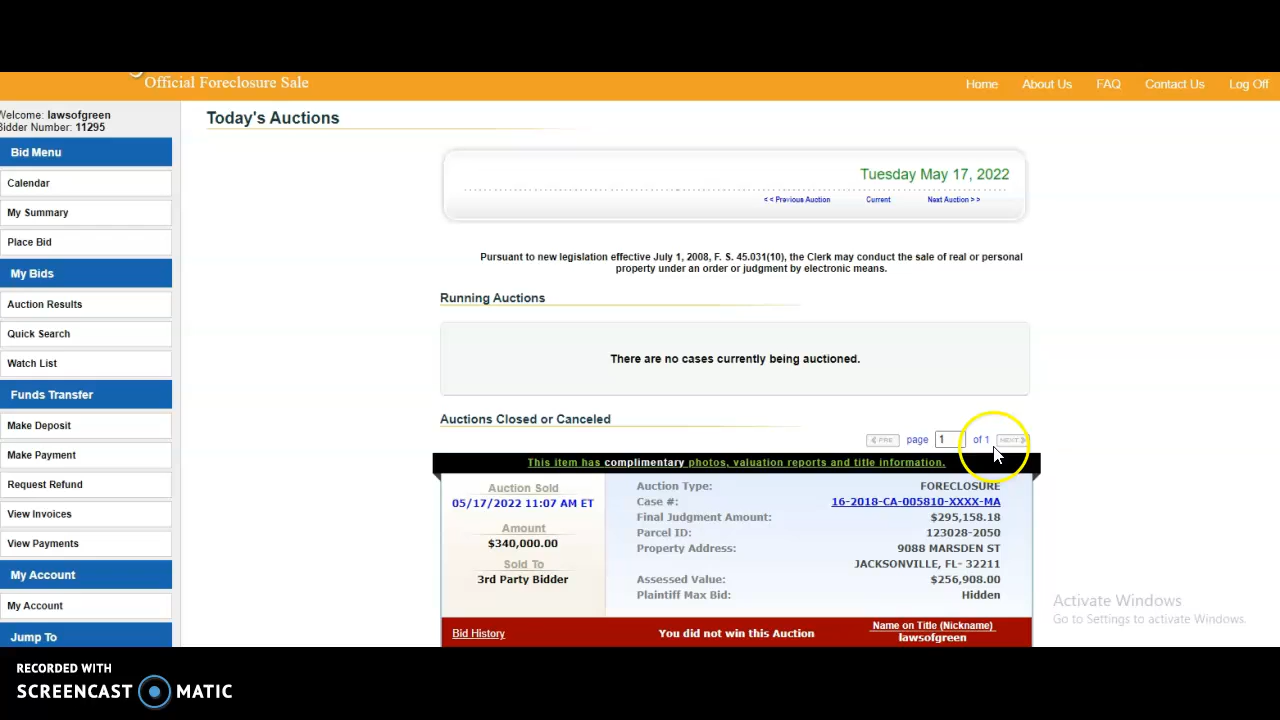 Official Foreclosure Sale
Home About Us FAQ Contact Us Log Off
Welcome: lawsofgreen
Bidder Number: 11295
Bid Menu
Calendar
My Summary
Place Bid
My Bids
Auction Results
Quick Search
Watch List
Funds Transfer
Make Deposit
Make Payment
Request Refund
View Invoices
View Payments
My Account
My Account
Jump To
Today's Auctions
Tuesday May 17, 2022
< < Previous Auction Current Next Auction > >
Pursuant to new legislation effective July 1, 2008, F. S. 45.031(10), the Clerk may conduct the sale of real or personal
property under an order or judgment by electronic means.
Running Auctions
There are no cases currently being auctioned.
Auctions Closed or Canceled
PRE page 1 of 1 NEXT
This item has complimentary photos, valuation reports and title information.
Auction Sold
05/17/2022 11:07 AM ET
Amount
$340,000.00
Sold To
3rd Party Bidder
Auction Type: FORECLOSURE
Case #: 16-2018-CA-005810-XXXX-MA
Final Judgment Amount: $295,158.18
Parcel ID: 123028-2050
Property Address: 9088 MARSDEN ST
JACKSONVILLE, FL- 32211
Assessed Value: $256,908.00
Plaintiff Max Bid: Hidden
Bid History You did not win this Auction Name on Title (Nickname)
lawsofgreen
Activate Windows
Go to Settings to activate Windows.
RECORDED WITH
SCREENCAST MATIC